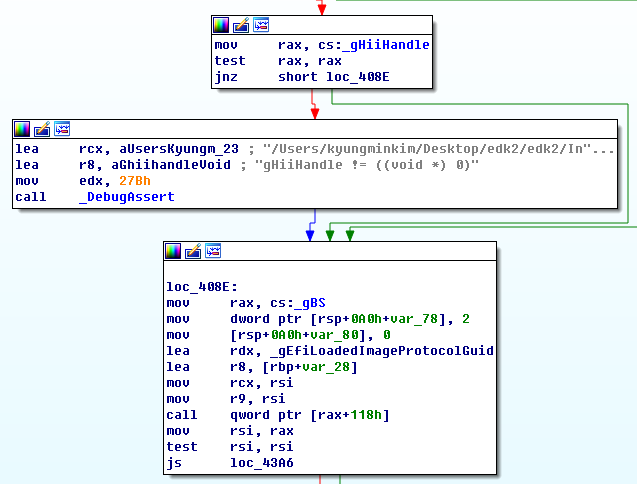 mov rax, cs:_gHiiHandle
test rax, rax
jnz short loc_408E
lea rcx, aUsersKyungm_23 ; "/Users/kyungminkim/Desktop/edk2/edk2/In"...
lea r8, aGhiihandleVoid ; "gHiiHandle != ((void *) 0)"
mov edx, 27Bh
call _DebugAssert
loc_408E:
mov rax, cs:_gBS
mov dword ptr [rsp+0A0h+var_78], 2
mov [rsp+0A0h+var_80], 0
lea rdx, _gEfiLoadedImageProtocolGuid
lea r8, [rbp+var_28]
mov rcx, rsi
mov r9, rsi
call qword ptr [rax+118h]
mov rsi, rax
test rsi, rsi
js loc_43A6